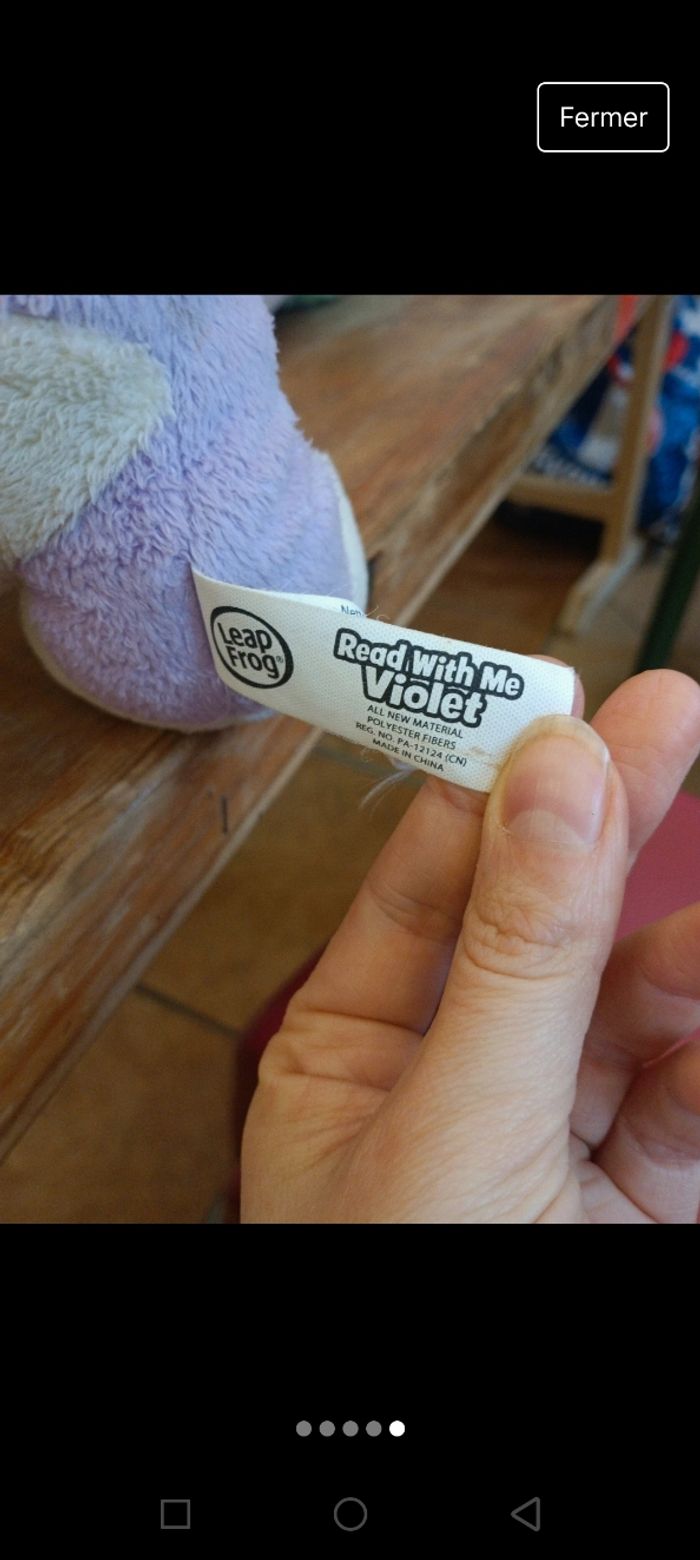 Fermer
Leap
Frog®
Read With Me
Violet
ALL NEW MATERIAL
POLYESTER FIBERS
REG. NO. PA-12124 (CN)
MADE IN CHINA